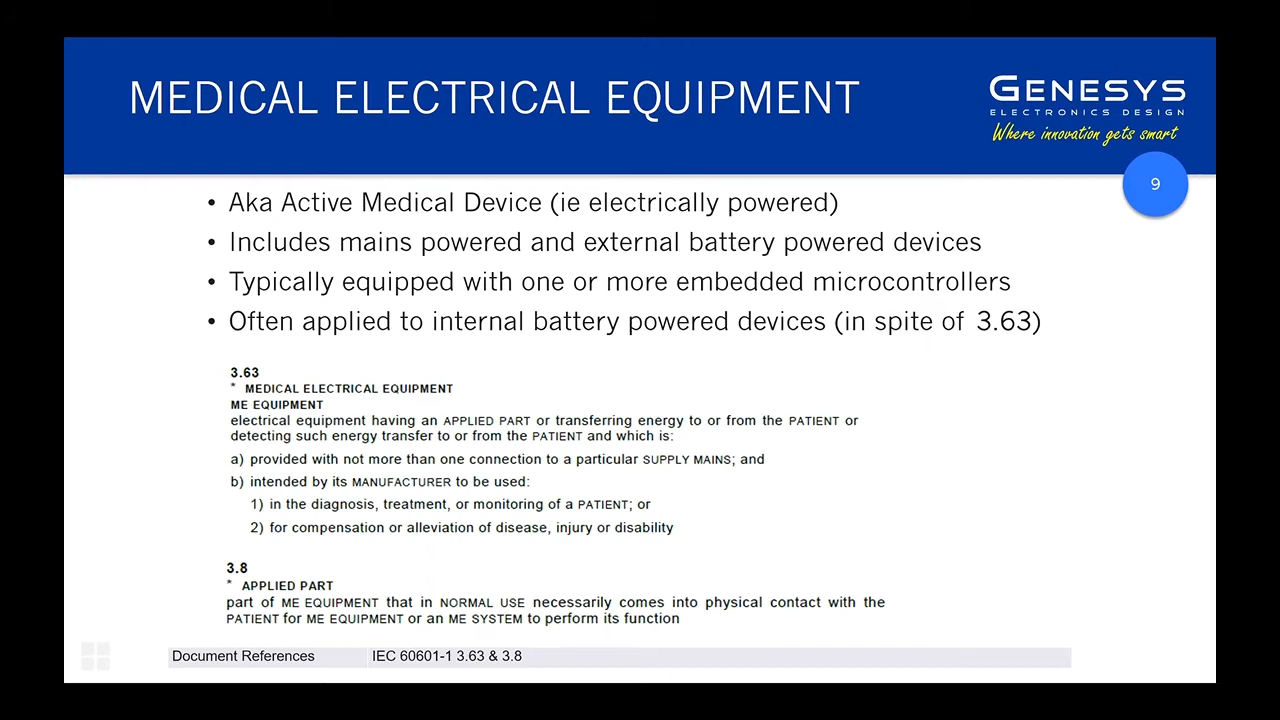 MEDICAL ELECTRICAL EQUIPMENT
GENESYS
ELECTRONICS DESIGN
Where innovation gets smart
9
• Aka Active Medical Device (ie electrically powered)
• Includes mains powered and external battery powered devices
• Typically equipped with one or more embedded microcontrollers
• Often applied to internal battery powered devices (in spite of 3.63)
3.63
* MEDICAL ELECTRICAL EQUIPMENT
ME EQUIPMENT
electrical equipment having an APPLIED PART or transferring energy to or from the PATIENT or
detecting such energy transfer to or from the PATIENT and which is:
a) provided with not more than one connection to a particular SUPPLY MAINS; and
b) intended by its MANUFACTURER to be used:
1) in the diagnosis, treatment, or monitoring of a PATIENT; or
2) for compensation or alleviation of disease, injury or disability
3.8
* APPLIED PART
part of ME EQUIPMENT that in NORMAL USE necessarily comes into physical contact with the
PATIENT for ME EQUIPMENT or an ME SYSTEM to perform its function
Document References IEC 60601-1 3.63 & 3.8